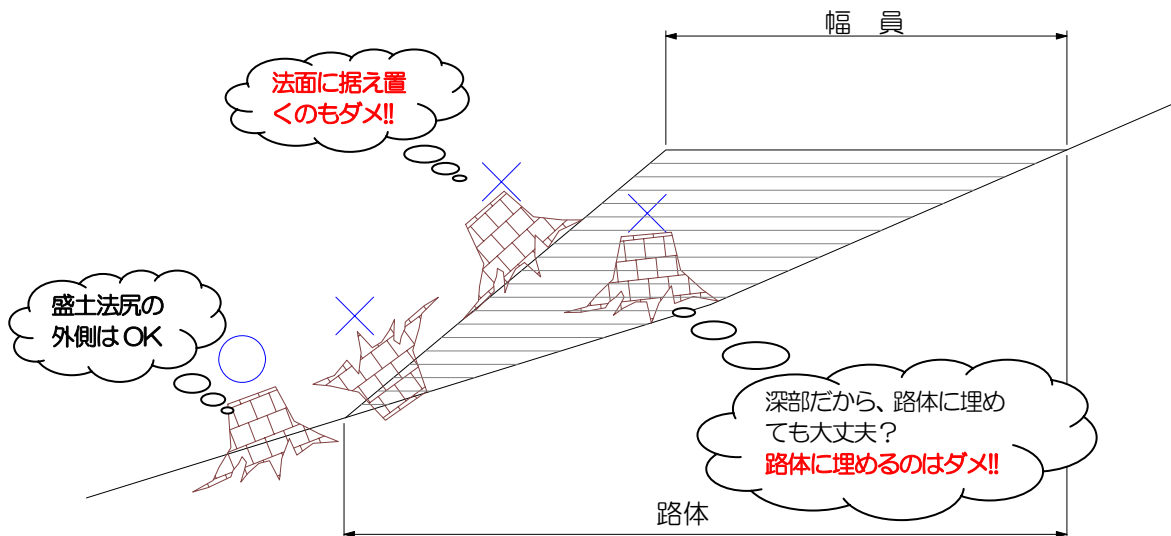 幅 員
法面に据え置
くのもダメ!!
盛土法尻の
外側は OK
深部だから、路体に埋め
ても大丈夫？
路体に埋めるのはダメ!!
路体